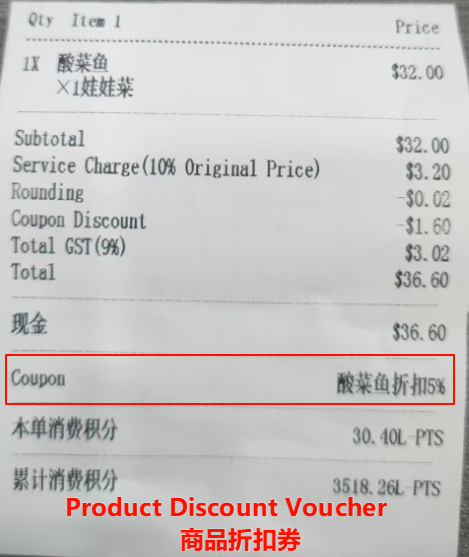 Qty Item 1 Price
1X 酸菜鱼 $32.00
×1娃娃菜
Subtotal $32.00
Service Charge(10% Original Price) $3.20
Rounding -$0.02
Coupon Discount -$1.60
Total GST(9%) $3.02
Total $36.60
现金 $36.60
Coupon 酸菜鱼折扣5%
本单消费积分 30.40L-PTS
累计消费积分 3518.26L-PTS
Product Discount Voucher
商品折扣券